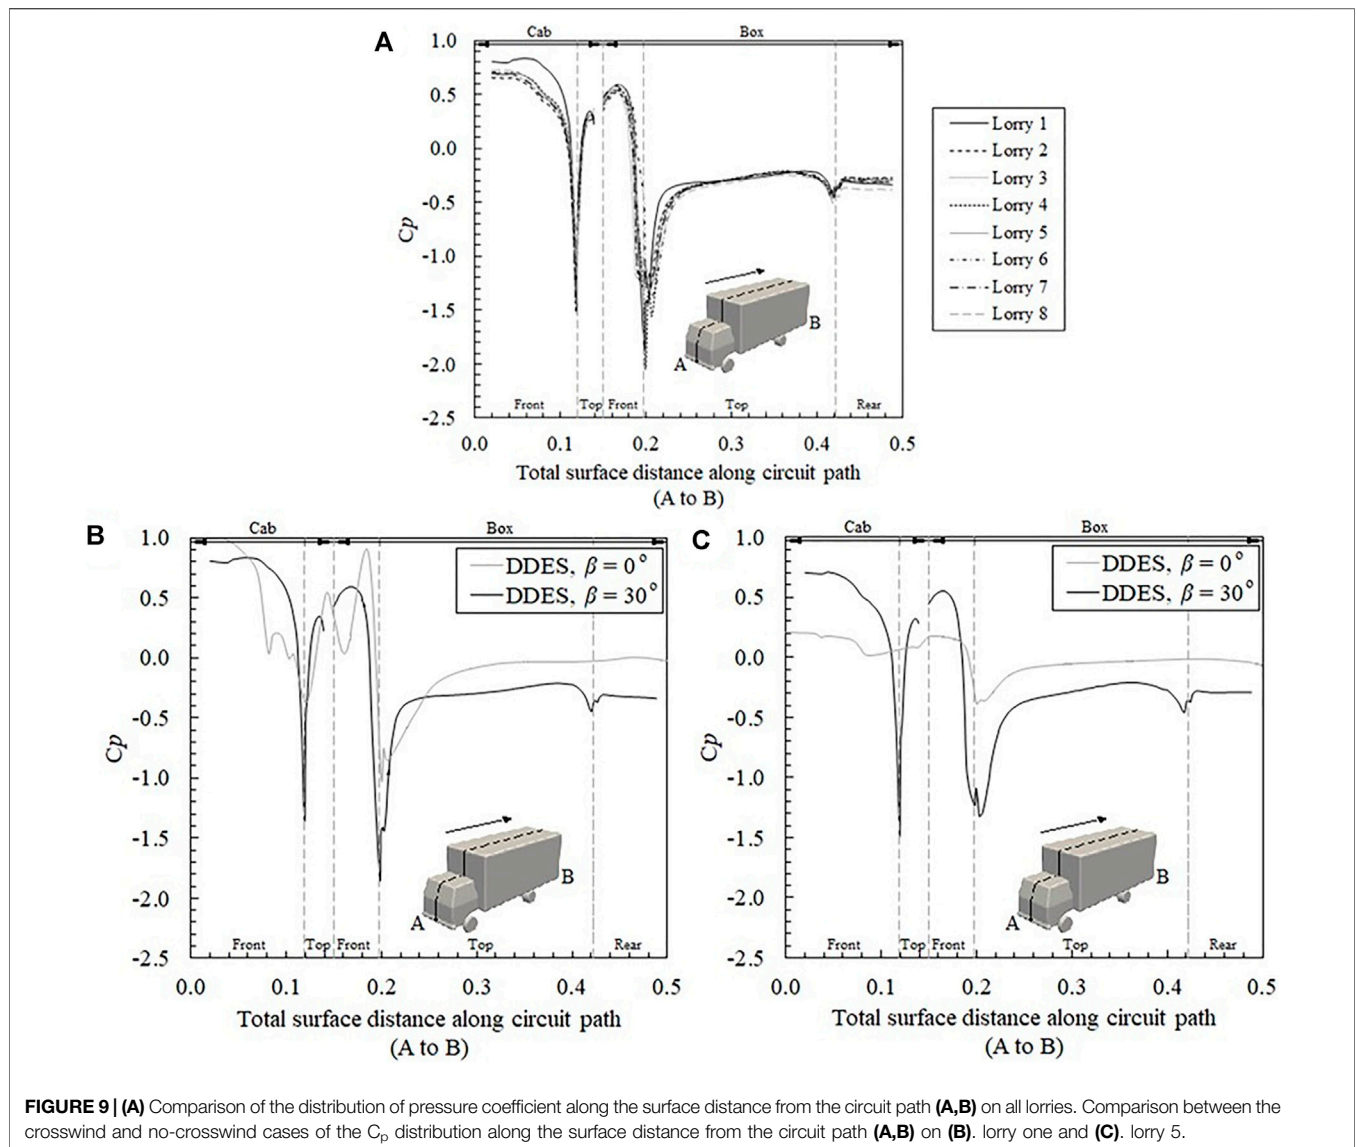 A
Cab
Box
1.0
0.5
0.0
-0.5
-1.0
-1.5
-2.0
-2.5
Cp
A
B
Front
Top
Front
Top
Rear
0.0
0.1
0.2
0.3
0.4
0.5
Total surface distance along circuit path
(A to B)
Lorry 1
Lorry 2
Lorry 3
Lorry 4
Lorry 5
Lorry 6
Lorry 7
Lorry 8
B
Cab
Box
1.0
0.5
0.0
-0.5
-1.0
-1.5
-2.0
-2.5
Cp
DDES, β = 0°
DDES, β = 30°
A
B
Front
Top
Front
Top
Rear
0.0
0.1
0.2
0.3
0.4
0.5
Total surface distance along circuit path
(A to B)
C
Cab
Box
1.0
0.5
0.0
-0.5
-1.0
-1.5
-2.0
-2.5
Cp
DDES, β = 0°
DDES, β = 30°
A
B
Front
Top
Front
Top
Rear
0.0
0.1
0.2
0.3
0.4
0.5
Total surface distance along circuit path
(A to B)
FIGURE 9 | (A) Comparison of the distribution of pressure coefficient along the surface distance from the circuit path (A,B) on all lorries. Comparison between the
crosswind and no-crosswind cases of the Cp distribution along the surface distance from the circuit path (A,B) on (B). lorry one and (C). lorry 5.